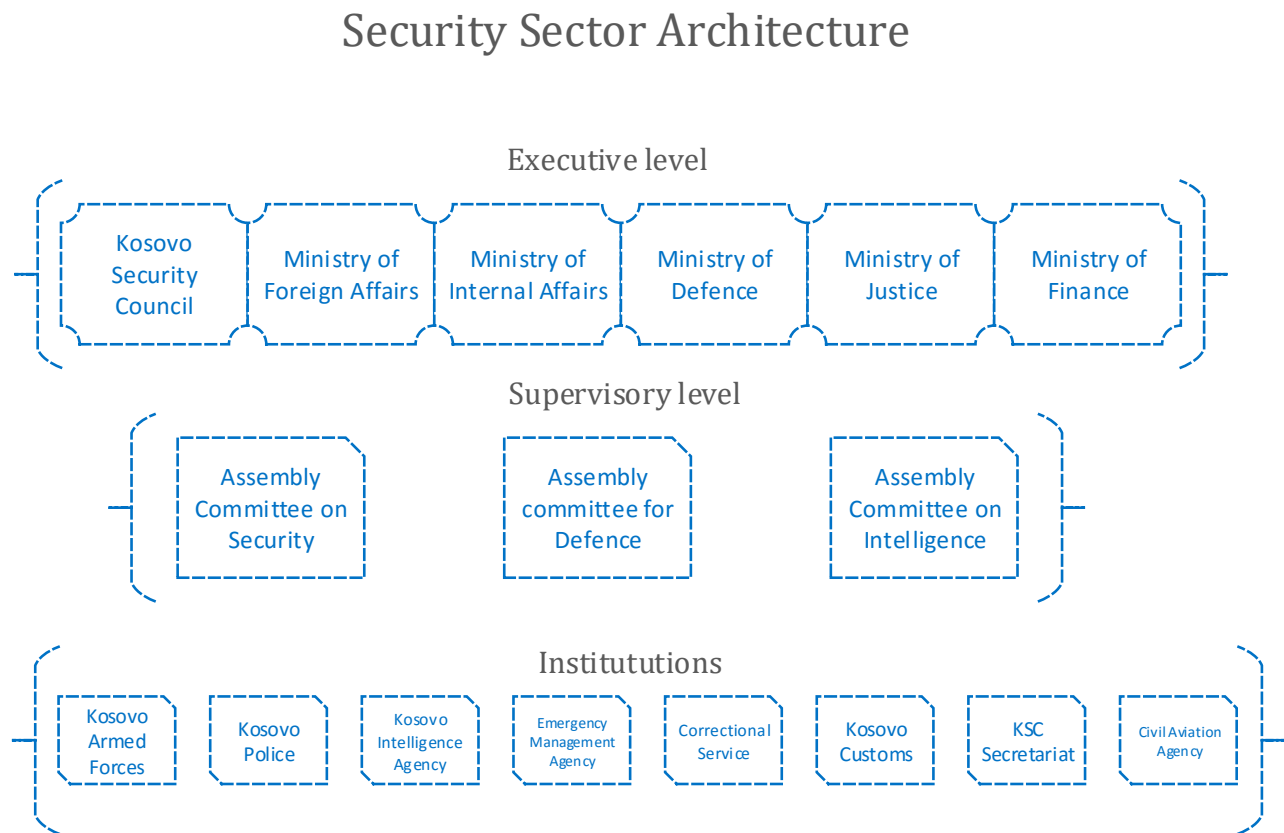 Security Sector Architecture
Executive level
Kosovo
Security
Council
Ministry of
Foreign Affairs
Ministry of
Internal Affairs
Ministry of
Defence
Ministry of
Justice
Ministry of
Finance
Supervisory level
Assembly
Committee on
Security
Assembly
committee for
Defence
Assembly
Committee on
Intelligence
Institututions
Kosovo
Armed
Forces
Kosovo
Police
Kosovo
Intelligence
Agency
Emergency
Management
Agency
Correctional
Service
Kosovo
Customs
KSC
Secretariat
Civil Aviation
Agency